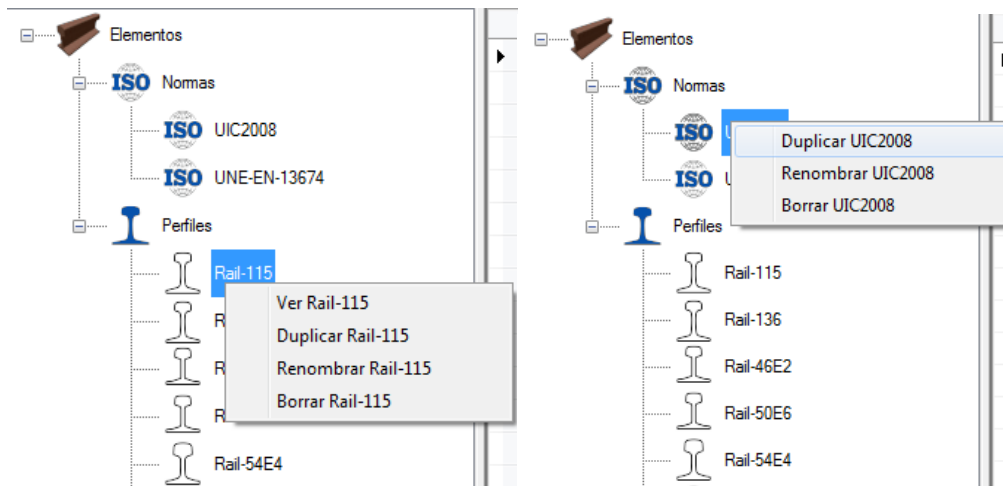 Elementos
ISO Normas
ISO UIC2008
ISO UNE-EN-13674
Perfiles
Rail-115
Ver Rail-115
Duplicar Rail-115
Renombrar Rail-115
Borrar Rail-115
R
R
R
Rail-54E4
Elementos
ISO Normas
ISO U
Duplicar UIC2008
Renombrar UIC2008
Borrar UIC2008
ISO U
Perfiles
Rail-115
Rail-136
Rail-46E2
Rail-50E6
Rail-54E4